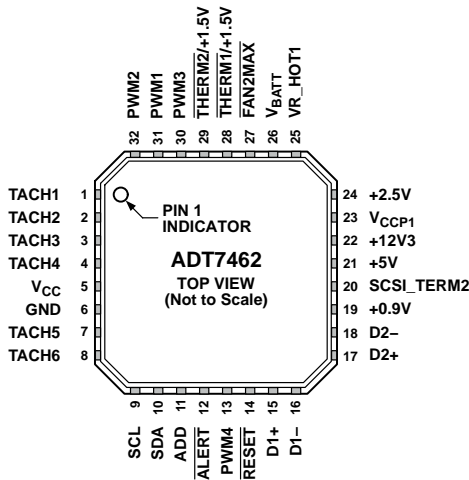 PWM2
PWM1
PWM3
THERM2/+1.5V
THERM1/+1.5V
FAN2MAX
VBATT
VR_HOT1
32 31 30 29 28 27 26 25
TACH1 1
TACH2 2
TACH3 3
TACH4 4
VCC 5
GND 6
TACH5 7
TACH6 8
PIN 1
INDICATOR
ADT7462
TOP VIEW
(Not to Scale)
24 +2.5V
23 VCCP1
22 +12V3
21 +5V
20 SCSI_TERM2
19 +0.9V
18 D2–
17 D2+
9 10 11 12 13 14 15 16
SCL
SDA
ADD
ALERT
PWM4
RESET
D1+
D1–